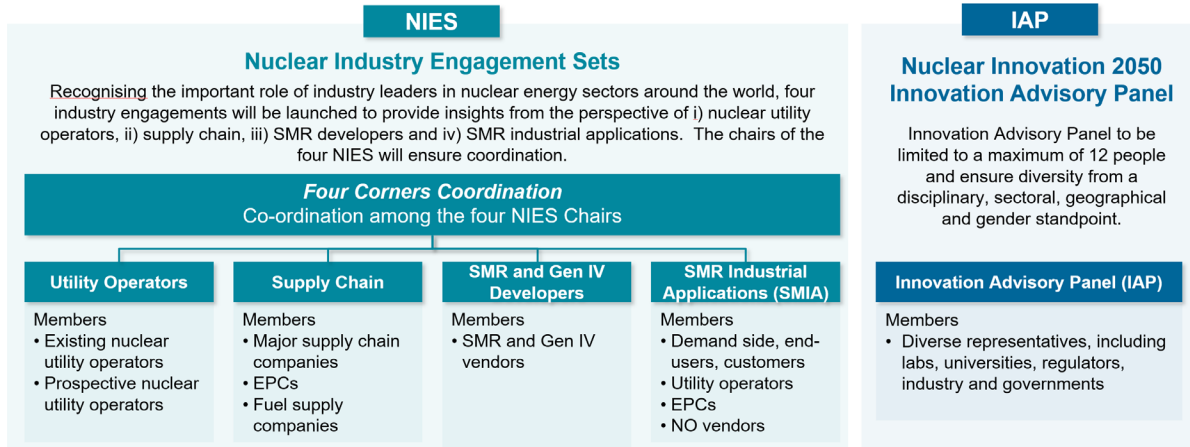 NIES
Nuclear Industry Engagement Sets
Recognising the important role of industry leaders in nuclear energy sectors around the world, four
industry engagements will be launched to provide insights from the perspective of i) nuclear utility
operators, ii) supply chain, iii) SMR developers and iv) SMR industrial applications. The chairs of the
four NIES will ensure coordination.
Four Corners Coordination
Co-ordination among the four NIES Chairs
Utility Operators
Members
• Existing nuclear
utility operators
• Prospective nuclear
utility operators
Supply Chain
Members
• Major supply chain
companies
• EPCs
• Fuel supply
companies
SMR and Gen IV
Developers
Members
• SMR and Gen IV
vendors
SMR Industrial
Applications (SMIA)
Members
• Demand side, end-
users, customers
• Utility operators
• EPCs
• NO vendors
IAP
Nuclear Innovation 2050
Innovation Advisory Panel
Innovation Advisory Panel to be
limited to a maximum of 12 people
and ensure diversity from a
disciplinary, sectoral, geographical
and gender standpoint.
Innovation Advisory Panel (IAP)
Members
• Diverse representatives, including
labs, universities, regulators,
industry and governments